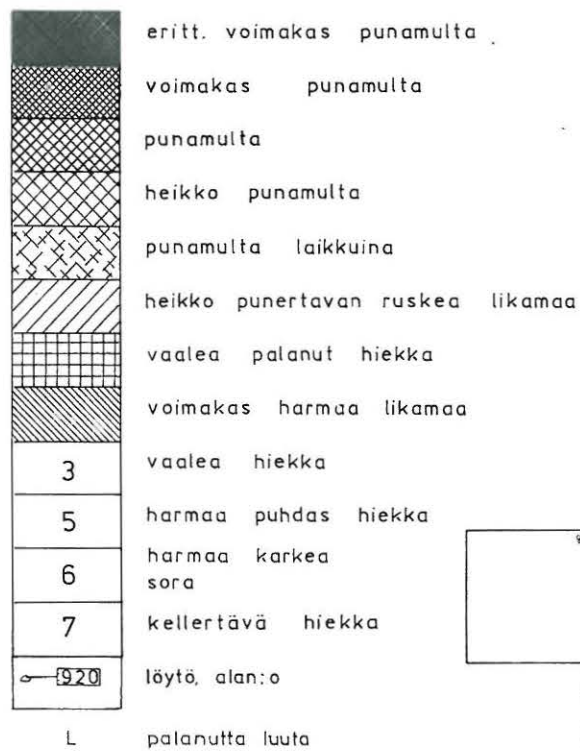 eritt. voimakas punamulta
voimakas punamulta
punamulta
heikko punamulta
punamulta laikkuina
heikko punertavan ruskea likamaa
vaalea palanut hiekka
voimakas harmaa likamaa
3 vaalea hiekka
5 harmaa puhdas hiekka
6 harmaa karkea
sora
7 kellertävä hiekka
920 löytö, alan:o
L palanutta luuta